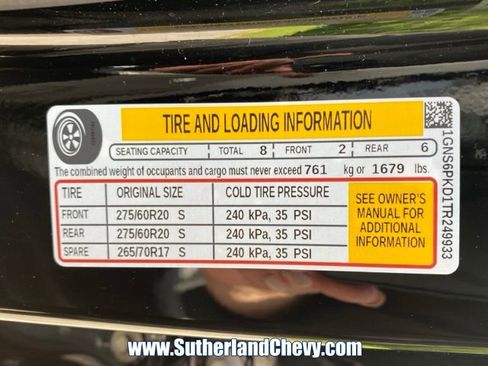 TIRE AND LOADING INFORMATION
SEATING CAPACITY TOTAL 8 FRONT 2 REAR 6
The combined weight of occupants and cargo must never exceed 761 kg or 1679 lbs.
TIRE ORIGINAL SIZE COLD TIRE PRESSURE
FRONT 275/60R20 S 240 kPa, 35 PSI
REAR 275/60R20 S 240 kPa, 35 PSI
SPARE 265/70R17 S 240 kPa, 35 PSI
SEE OWNER'S
MANUAL FOR
ADDITIONAL
INFORMATION
1GNS6PKD1TR249933
www.SutherlandChevy.com